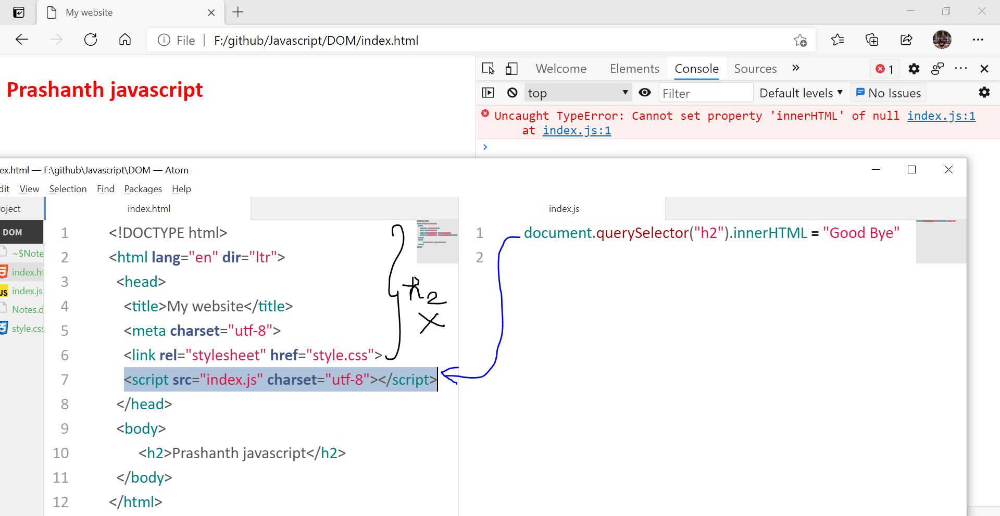 My website
File
F:/github/Javascript/DOM/index.html
Prashanth javascript
Welcome Elements Console Sources » 1
top Filter Default levels No Issues
Uncaught TypeError: Cannot set property 'innerHTML' of null index.js:1
at index.js:1
ex.html — F:\github\Javascript\DOM — Atom
dit View Selection Find Packages Help
oject
DOM
~$Note
index.ht
index.js
Notes.d
style.css
index.html
1 <!DOCTYPE html>
2 <html lang="en" dir="ltr">
3 <head>
4 <title>My website</title>
5 <meta charset="utf-8">
6 <link rel="stylesheet" href="style.css">
7 <script src="index.js" charset="utf-8"></script>
8 </head>
9 <body>
10 <h2>Prashanth javascript</h2>
11 </body>
12 </html>
h2
X
index.js
1 document.querySelector("h2").innerHTML = "Good Bye"
2